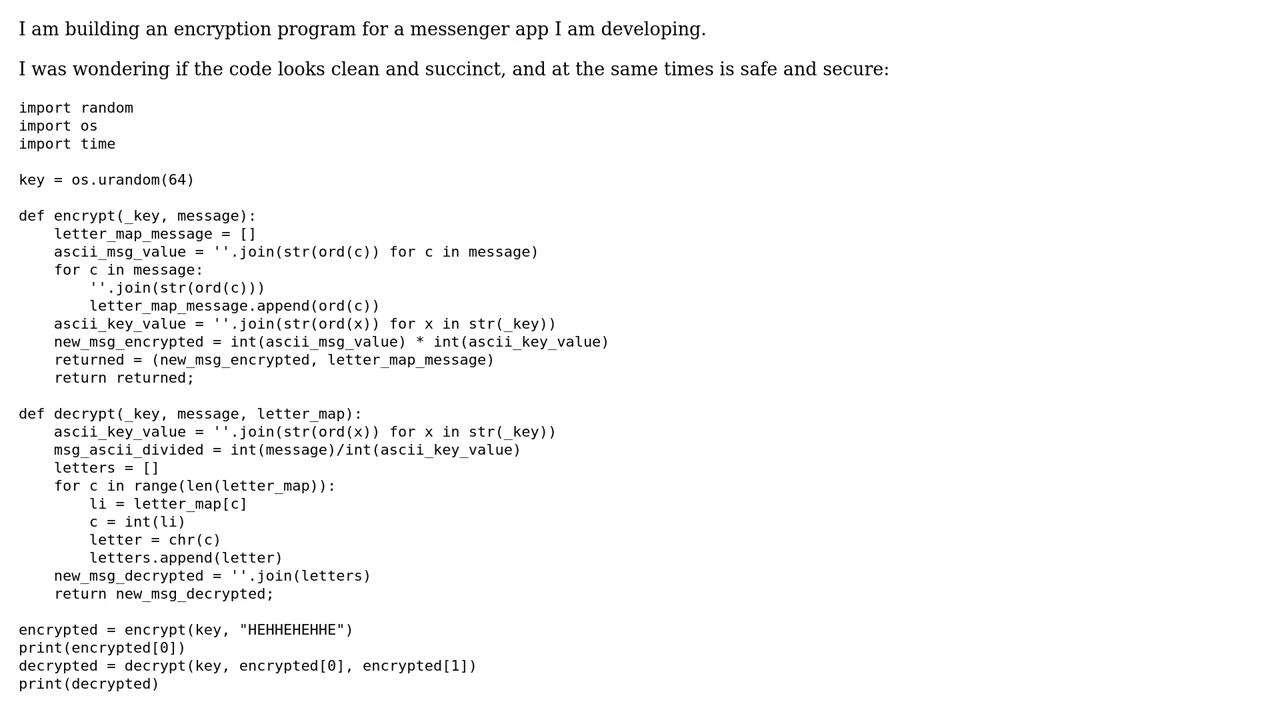 I am building an encryption program for a messenger app I am developing.
I was wondering if the code looks clean and succinct, and at the same times is safe and secure:
import random
import os
import time
key = os.urandom(64)
def encrypt(_key, message):
    letter_map_message = []
    ascii_msg_value = ''.join(str(ord(c)) for c in message)
    for c in message:
        ''.join(str(ord(c)))
        letter_map_message.append(ord(c))
    ascii_key_value = ''.join(str(ord(x)) for x in str(_key))
    new_msg_encrypted = int(ascii_msg_value) * int(ascii_key_value)
    returned = (new_msg_encrypted, letter_map_message)
    return returned;
def decrypt(_key, message, letter_map):
    ascii_key_value = ''.join(str(ord(x)) for x in str(_key))
    msg_ascii_divided = int(message)/int(ascii_key_value)
    letters = []
    for c in range(len(letter_map)):
        li = letter_map[c]
        c = int(li)
        letter = chr(c)
        letters.append(letter)
    new_msg_decrypted = ''.join(letters)
    return new_msg_decrypted;
encrypted = encrypt(key, "HEHHEHEHHE")
print(encrypted[0])
decrypted = decrypt(key, encrypted[0], encrypted[1])
print(decrypted)